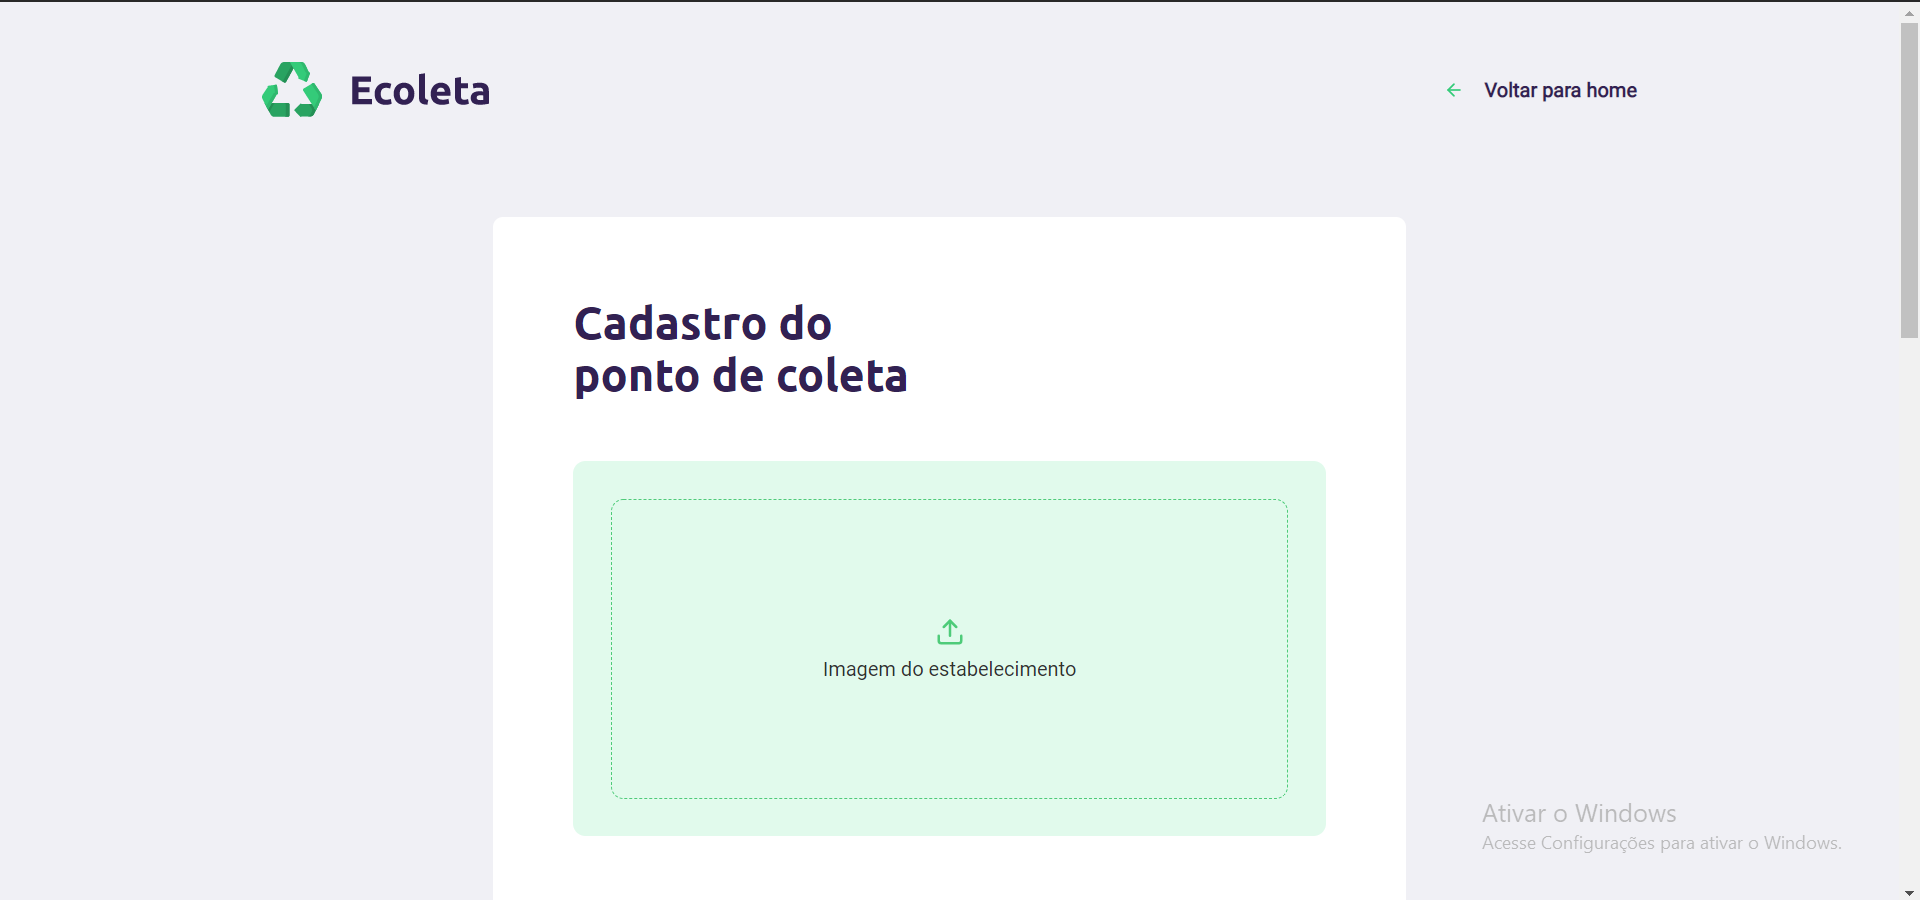 Ecoleta
Voltar para home
Cadastro do
ponto de coleta
Imagem do estabelecimento
Ativar o Windows
Acesse Configurações para ativar o Windows.